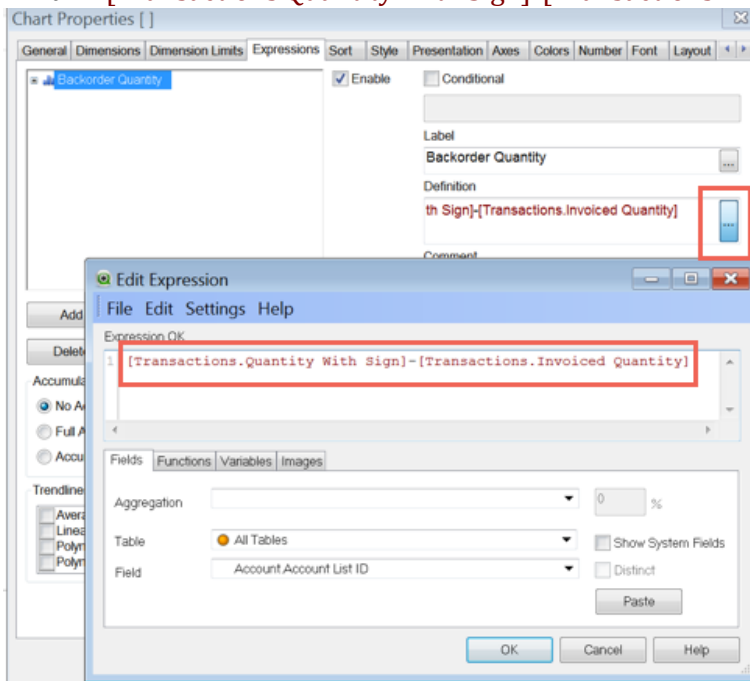 Chart Properties [ ]
General Dimensions Dimension Limits Expressions Sort Style Presentation Axes Colors Number Font Layout
Backorder Quantity
Enable
Conditional
Label
Backorder Quantity
...
Definition
th Sign]-[Transactions.Invoiced Quantity]
...
Comment
Edit Expression
File Edit Settings Help
Expression OK
1 [Transactions.Quantity With Sign]-[Transactions.Invoiced Quantity]
Add
Delet
Accumula
No A
Full A
Accu
Trendline
Avera
Linea
Polyn
Polyn
Fields Functions Variables Images
Aggregation
0 %
Table All Tables
Show System Fields
Field Account.Account List ID
Distinct
Paste
OK Cancel Help